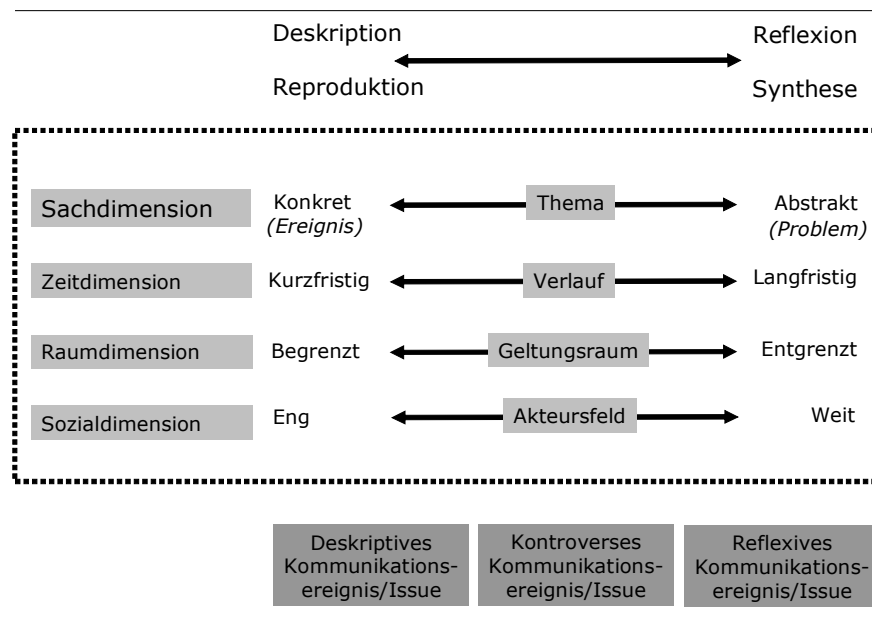 Deskription Reflexion
Reproduktion Synthese
Sachdimension Konkret Thema Abstrakt
(Ereignis) (Problem)
Zeitdimension Kurzfristig Verlauf Langfristig
Raumdimension Begrenzt Geltungsraum Entgrenzt
Sozialdimension Eng Akteursfeld Weit
Deskriptives
Kommunikations-
ereignis/Issue
Kontroverses
Kommunikations-
ereignis/Issue
Reflexives
Kommunikations-
ereignis/Issue